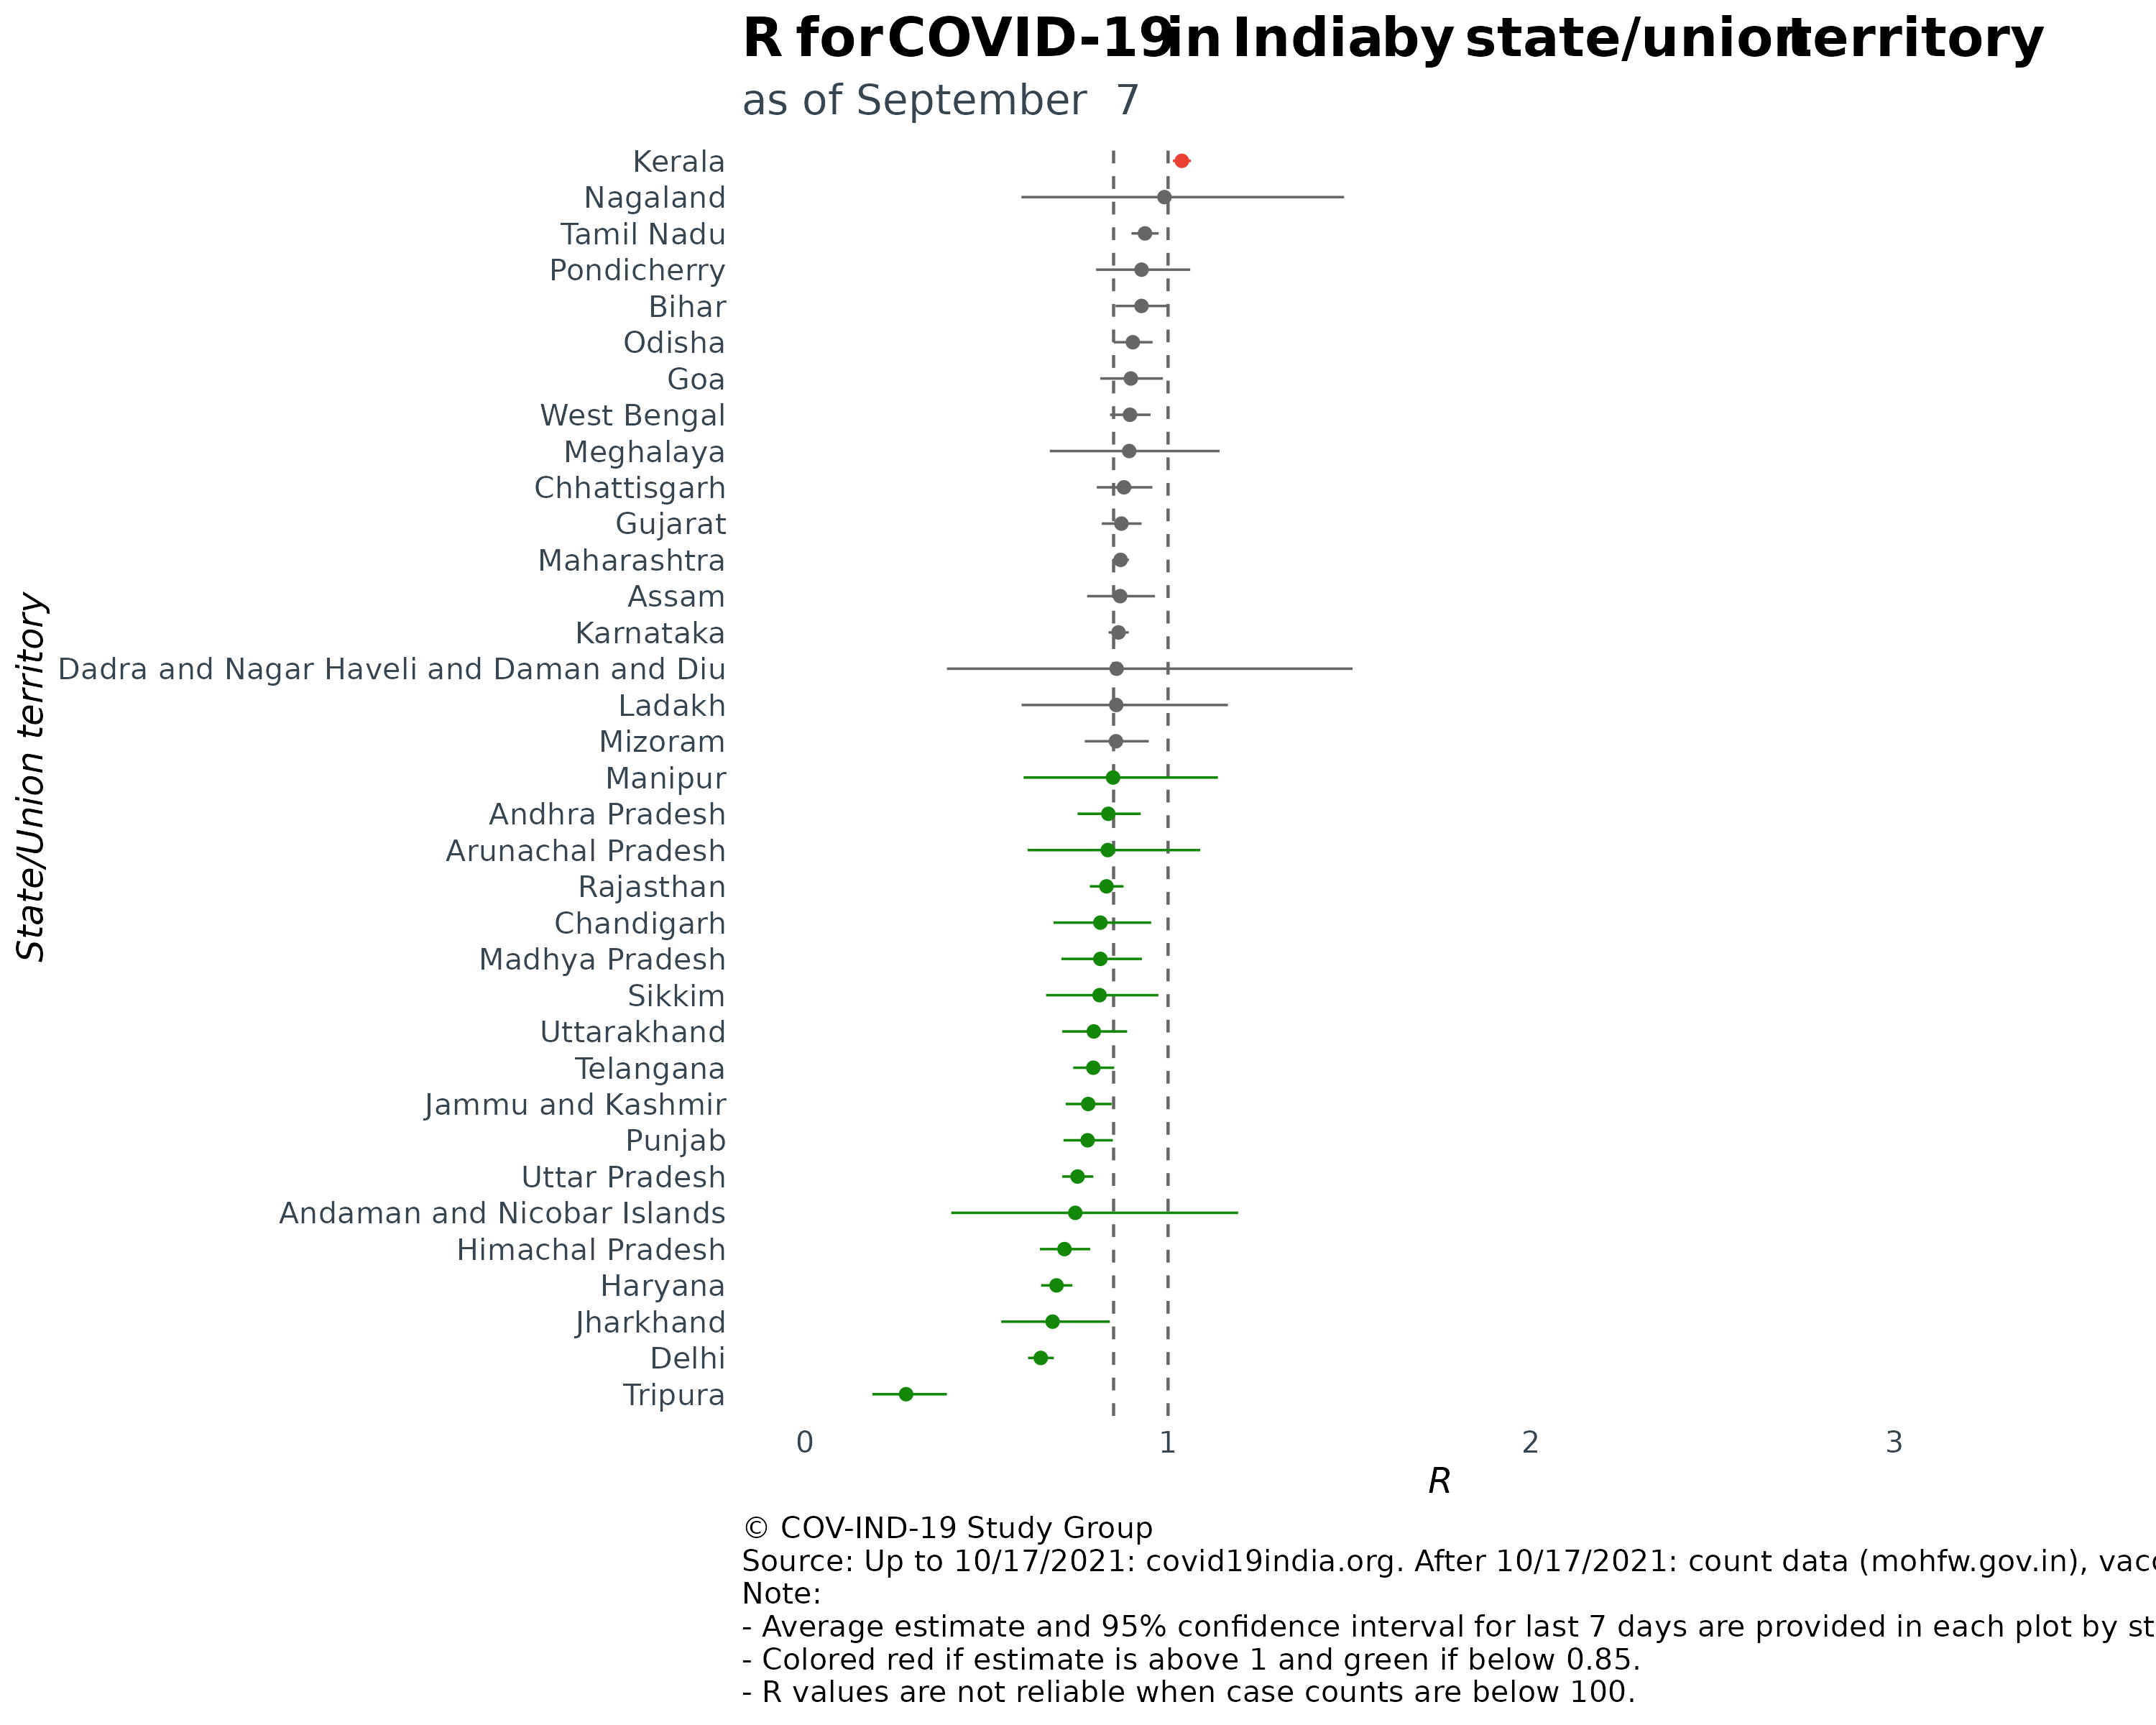 R for COVID-19 in India by state/union territory
as of September 7
Kerala
Nagaland
Tamil Nadu
Pondicherry
Bihar
Odisha
Goa
West Bengal
Meghalaya
Chhattisgarh
Gujarat
Maharashtra
Assam
Karnataka
Dadra and Nagar Haveli and Daman and Diu
Ladakh
Mizoram
Manipur
Andhra Pradesh
Arunachal Pradesh
Rajasthan
Chandigarh
Madhya Pradesh
Sikkim
Uttarakhand
Telangana
Jammu and Kashmir
Punjab
Uttar Pradesh
Andaman and Nicobar Islands
Himachal Pradesh
Haryana
Jharkhand
Delhi
Tripura
State/Union territory
0 1 2 3
R
© COV-IND-19 Study Group
Source: Up to 10/17/2021: covid19india.org. After 10/17/2021: count data (mohfw.gov.in),
Note:
- Average estimate and 95% confidence interval for last 7 days are provided in each plot by
- Colored red if estimate is above 1 and green if below 0.85.
- R values are not reliable when case counts are below 100.